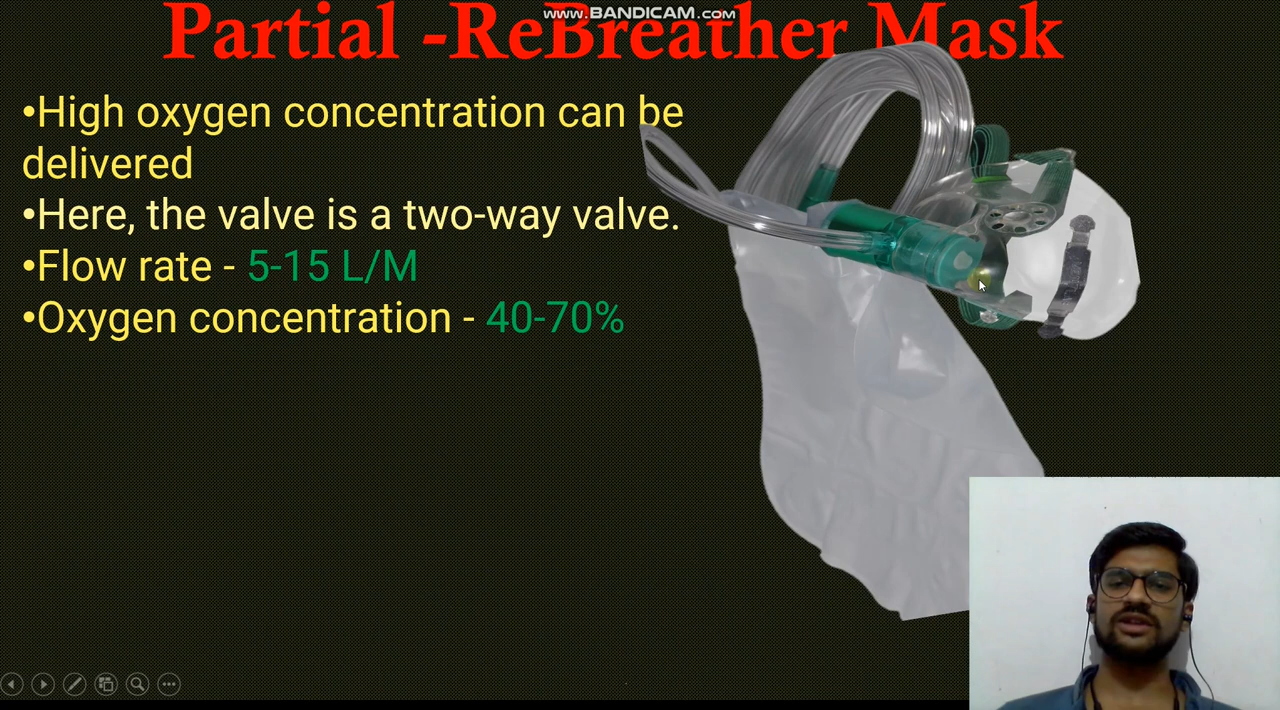 www.BANDICAM.com
Partial -ReBreather Mask
•High oxygen concentration can be
delivered
•Here, the valve is a two-way valve.
•Flow rate - 5-15 L/M
•Oxygen concentration - 40-70%